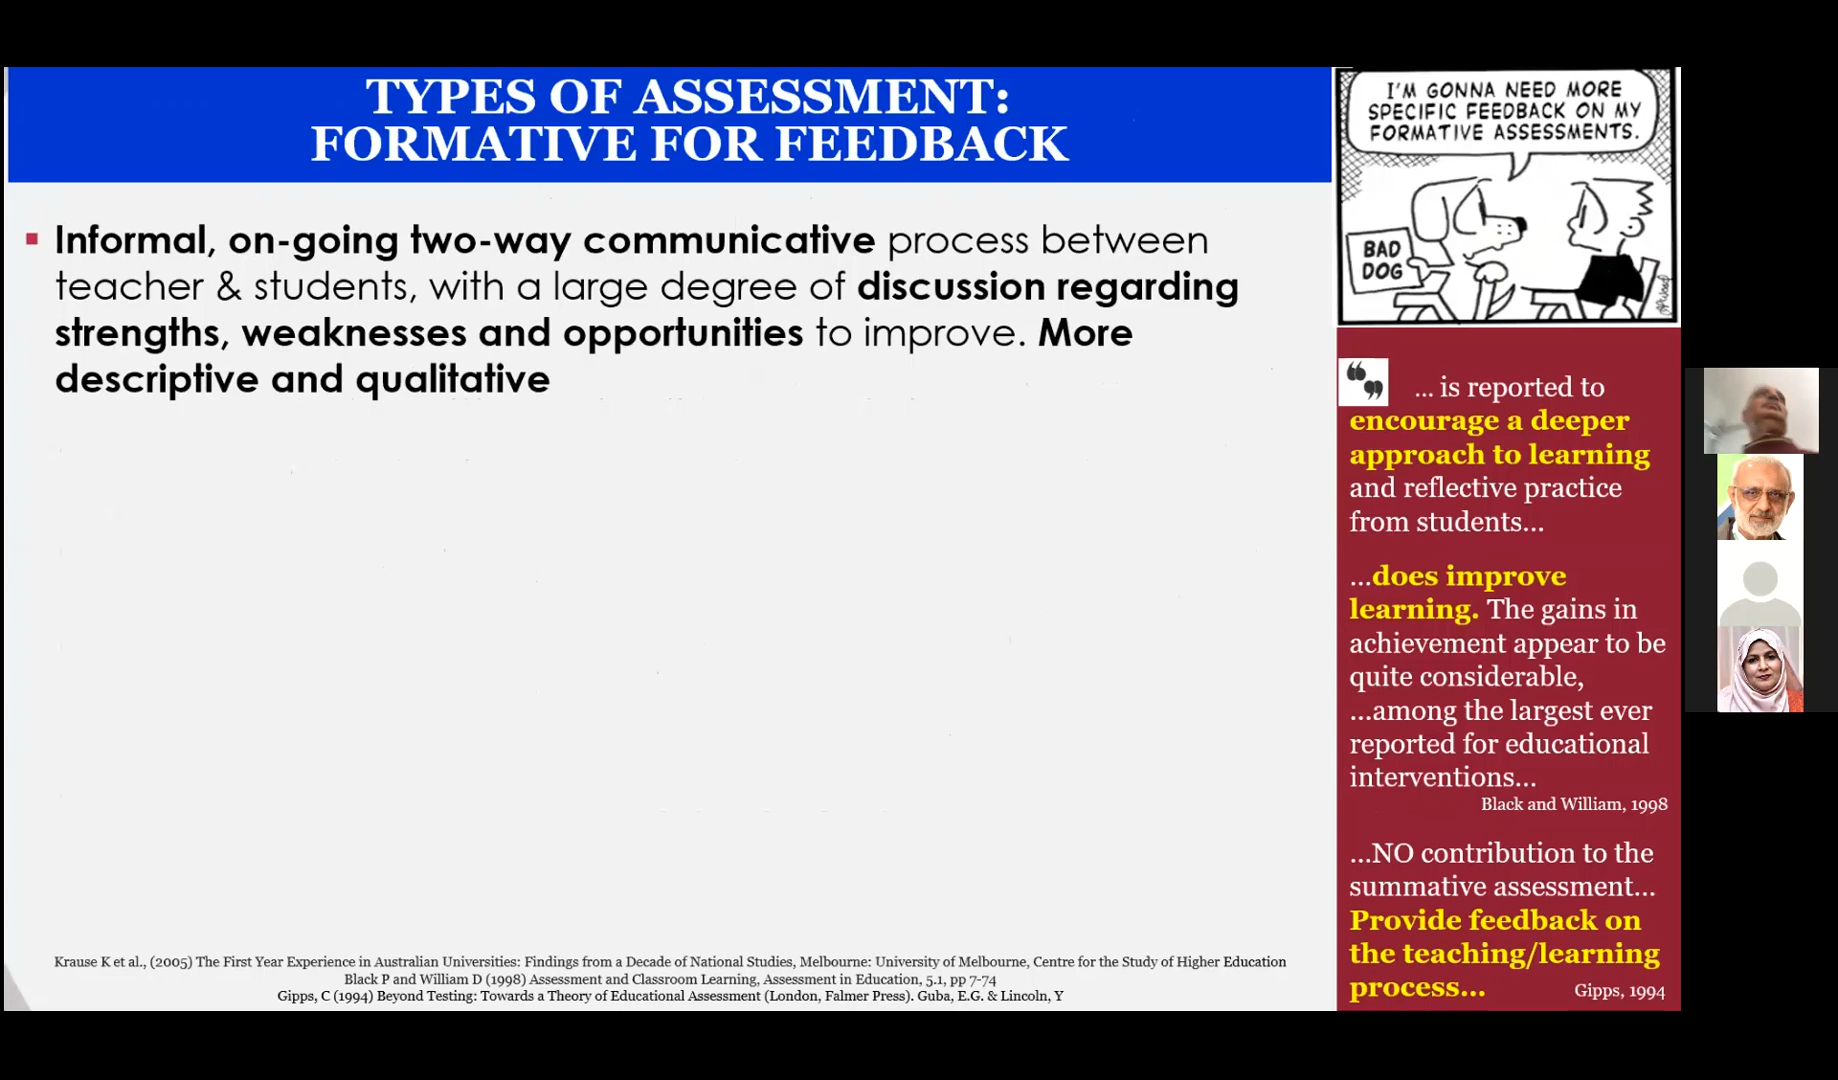 TYPES OF ASSESSMENT:
FORMATIVE FOR FEEDBACK
Informal, on-going two-way communicative process between
teacher & students, with a large degree of discussion regarding
strengths, weaknesses and opportunities to improve. More
descriptive and qualitative
Krause K et al., (2005) The First Year Experience in Australian Universities: Findings from a Decade of National Studies, Melbourne: University of Melbourne, Centre for the Study of Higher Education
Black P and William D (1998) Assessment and Classroom Learning, Assessment in Education, 5.1, pp 7-74
Gipps, C (1994) Beyond Testing: Towards a Theory of Educational Assessment (London, Falmer Press). Guba, E.G. & Lincoln, Y
I'M GONNA NEED MORE
SPECIFIC FEEDBACK ON MY
FORMATIVE ASSESSMENTS.
BAD
DOG
... is reported to
encourage a deeper
approach to learning
and reflective practice
from students...
...does improve
learning. The gains in
achievement appear to be
quite considerable,
...among the largest ever
reported for educational
interventions...
Black and William, 1998
...NO contribution to the
summative assessment...
Provide feedback on
the teaching/learning
process...
Gipps, 1994